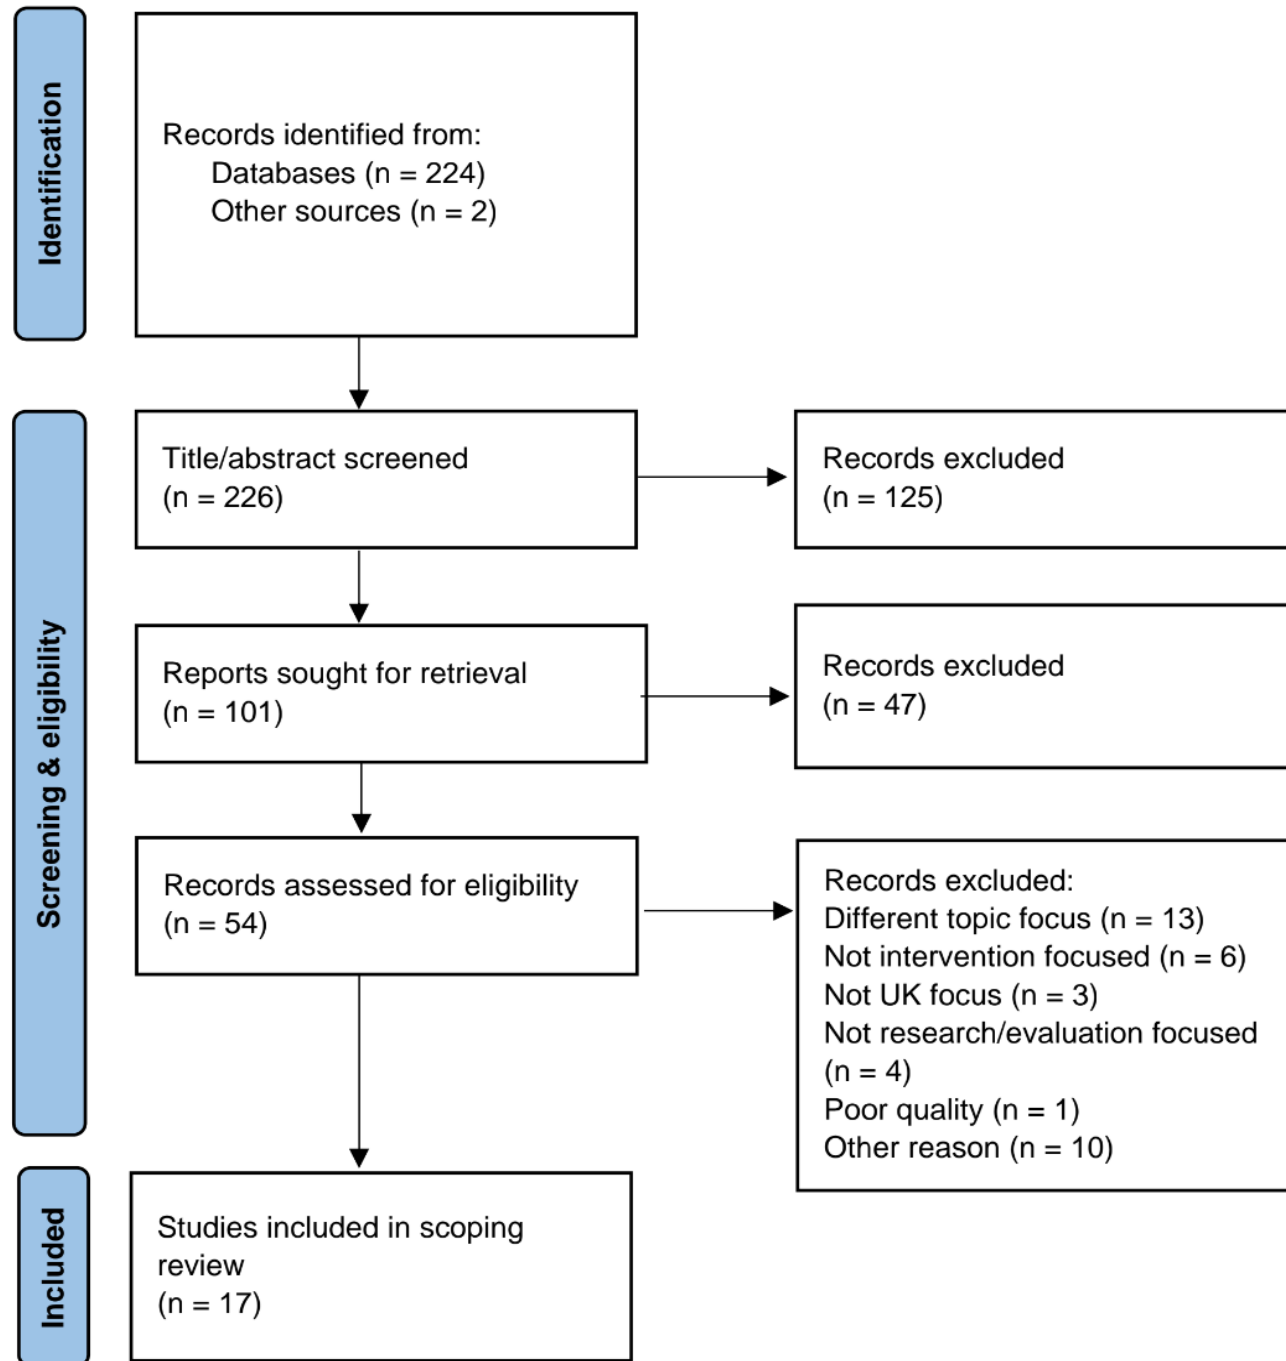 Identification
Records identified from:
Databases (n = 224)
Other sources (n = 2)
Screening & eligibility
Title/abstract screened
(n = 226)
Records excluded
(n = 125)
Reports sought for retrieval
(n = 101)
Records excluded
(n = 47)
Records assessed for eligibility
(n = 54)
Records excluded:
Different topic focus (n = 13)
Not intervention focused (n = 6)
Not UK focus (n = 3)
Not research/evaluation focused
(n = 4)
Poor quality (n = 1)
Other reason (n = 10)
Included
Studies included in scoping
review
(n = 17)